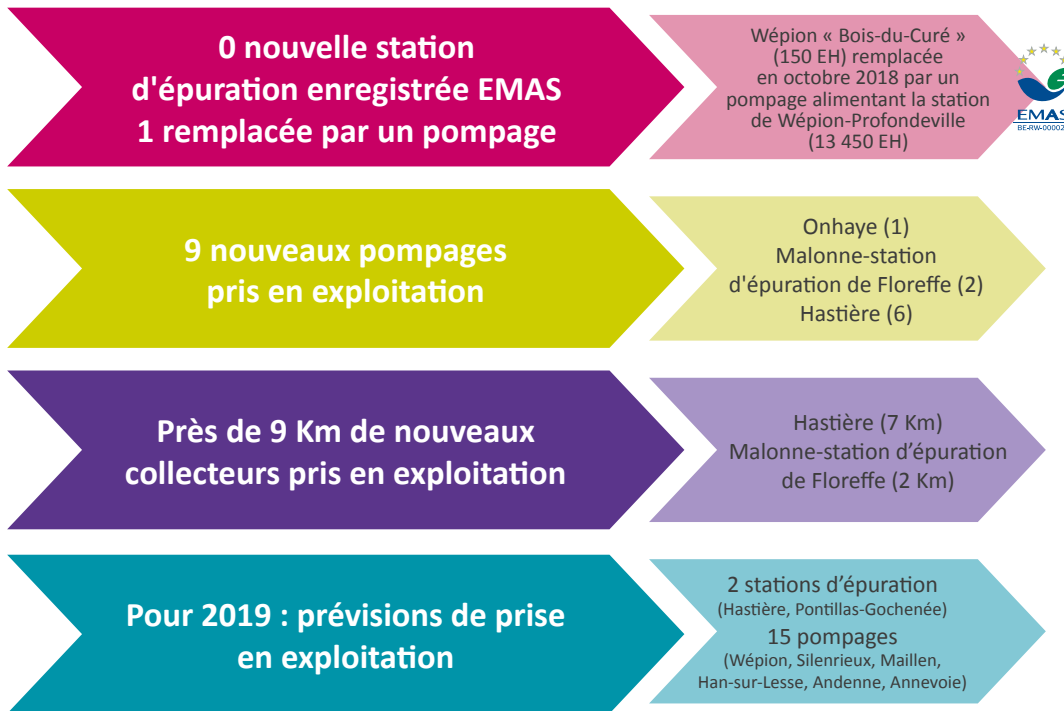 0 nouvelle station
d'épuration enregistrée EMAS
1 remplacée par un pompage
Wépion « Bois-du-Curé »
(150 EH) remplacée
en octobre 2018 par un
pompage alimentant la station
de Wépion-Profondeville
(13 450 EH)
EMAS
BE-RW-00002
9 nouveaux pompages
pris en exploitation
Onhaye (1)
Malonne-station
d'épuration de Floreffe (2)
Hastière (6)
Près de 9 Km de nouveaux
collecteurs pris en exploitation
Hastière (7 Km)
Malonne-station d’épuration
de Floreffe (2 Km)
Pour 2019 : prévisions de prise
en exploitation
2 stations d’épuration
(Hastière, Pontillas-Gochenée)
15 pompages
(Wépion, Silenrieux, Maillen,
Han-sur-Lesse, Andenne, Annevoie)